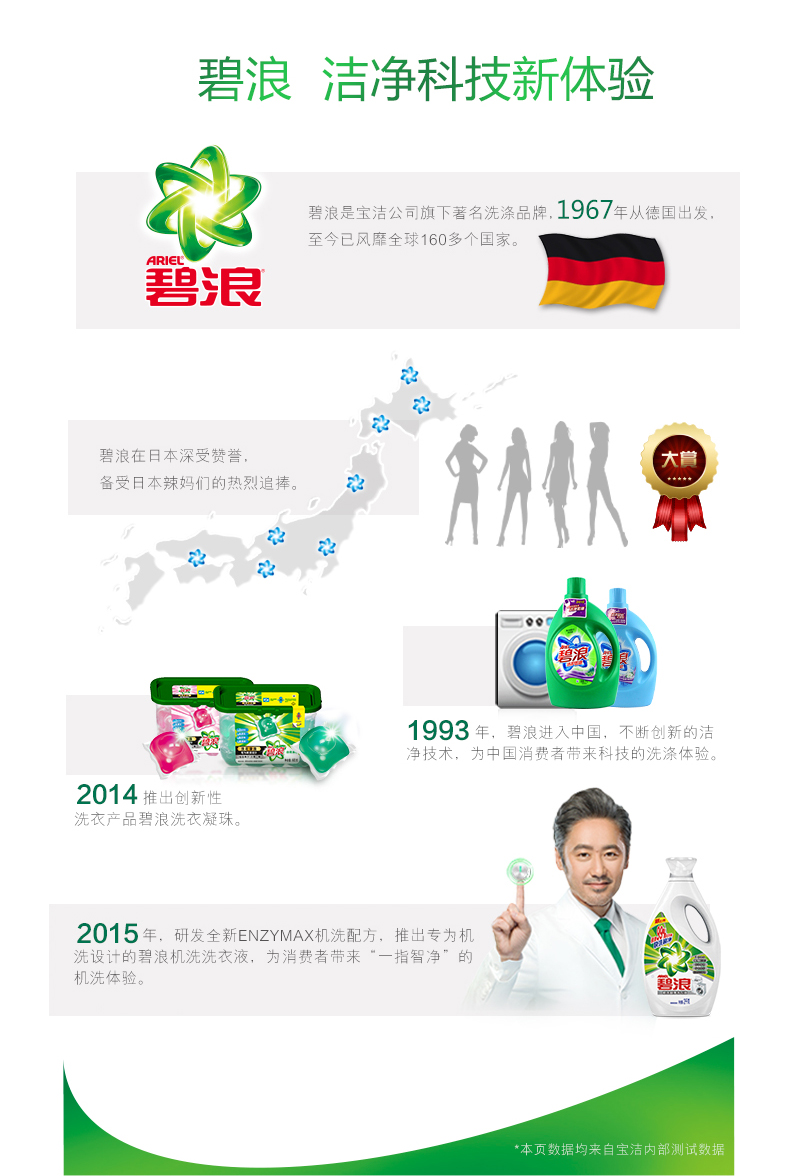 碧浪 洁净科技新体验
碧浪是宝洁公司旗下著名洗涤品牌，1967年从德国出发，
至今已风靡全球160多个国家。
ARIEL
碧浪
碧浪在日本深受赞誉，
备受日本辣妈们的热烈追捧。
大赏
碧浪
1993 年，碧浪进入中国，不断创新的洁
净技术，为中国消费者带来科技的洗涤体验。
碧浪
2014 推出创新性
洗衣产品碧浪洗衣凝珠。
2015年，研发全新ENZYMAX机洗配方，推出专为机
洗设计的碧浪机洗洗衣液，为消费者带来“一指智净”的
机洗体验。
碧浪
*本页数据均来自宝洁内部测试数据